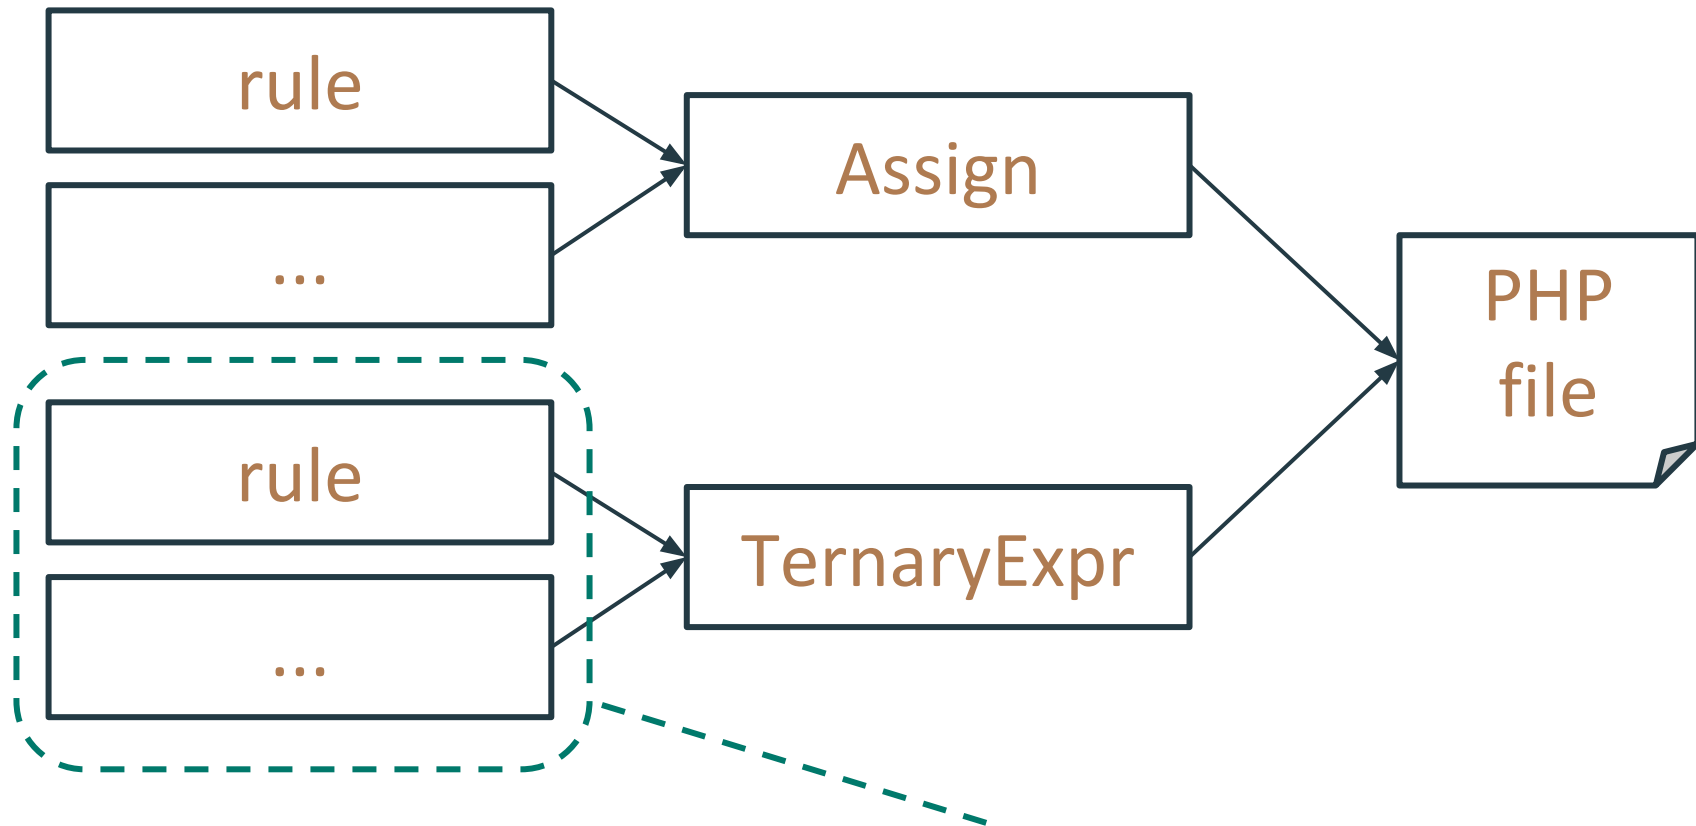 rule
...
Assign
rule
...
TernaryExpr
PHP
file